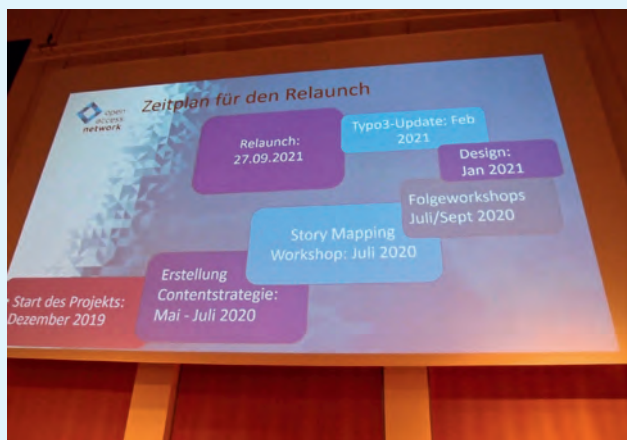 open
access
network
Zeitplan für den Relaunch
Relaunch:
27.09.2021
Typo3-Update: Feb
2021
Design:
Jan 2021
Folgeworkshops
Juli/Sept 2020
Story Mapping
Workshop: Juli 2020
Erstellung
Contentstrategie:
Mai - Juli 2020
Start des Projekts:
Dezember 2019